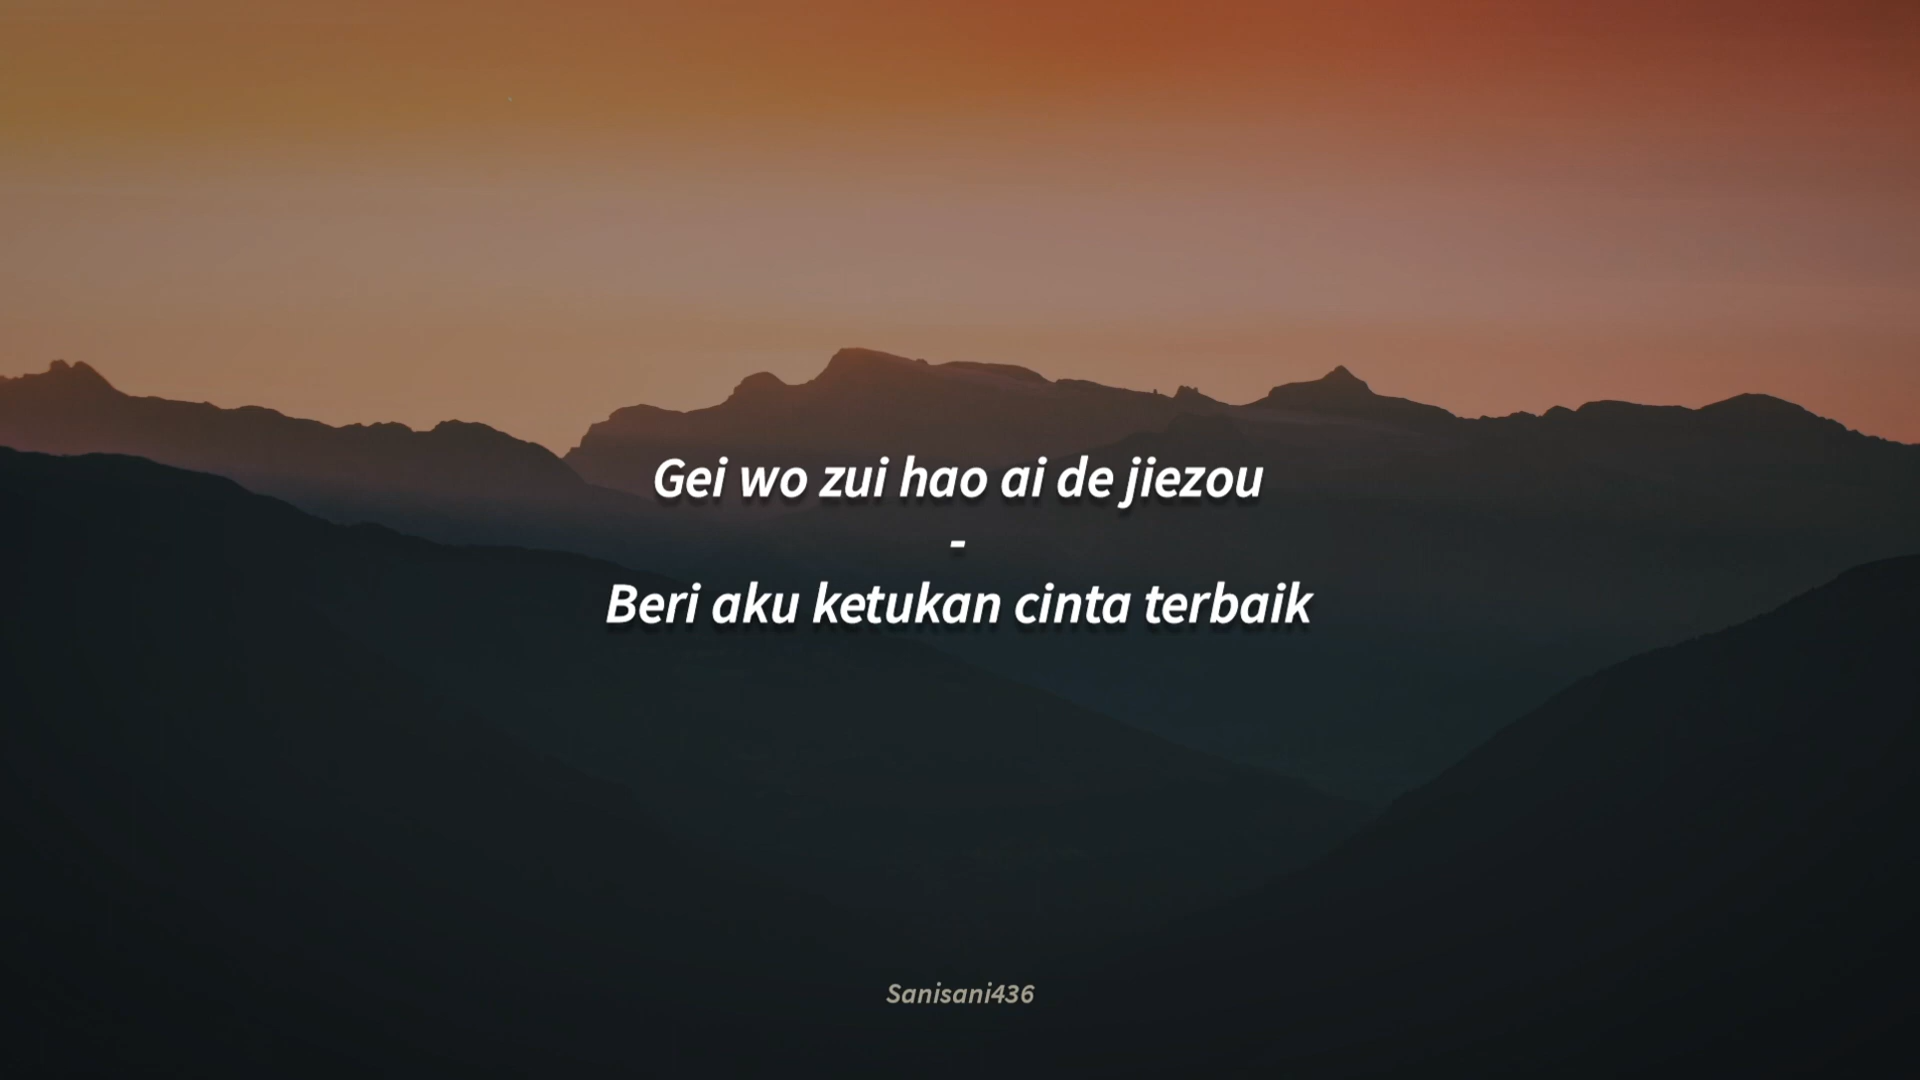 Gei wo zui hao ai de jiezou
-
Beri aku ketukan cinta terbaik
Sanisani436